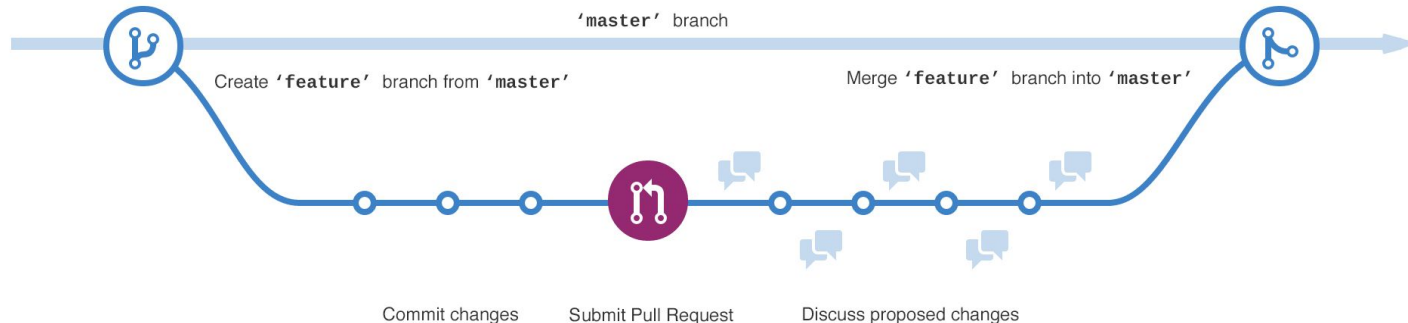 ‘master’ branch
Create ‘feature’ branch from ‘master’
Merge ‘feature’ branch into ‘master’
Commit changes
Submit Pull Request
Discuss proposed changes